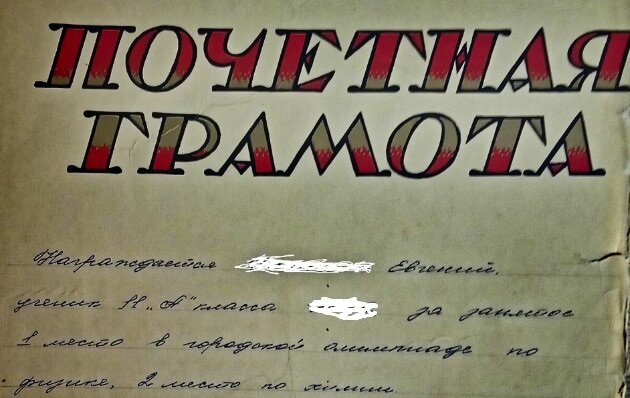 ПОЧЕТНАЯ
ГРАМОТА
Награждается Евгений,
ученик 11 „А" класса за занятое
1 место в городской олимпиаде по
физике, 2 место по химии